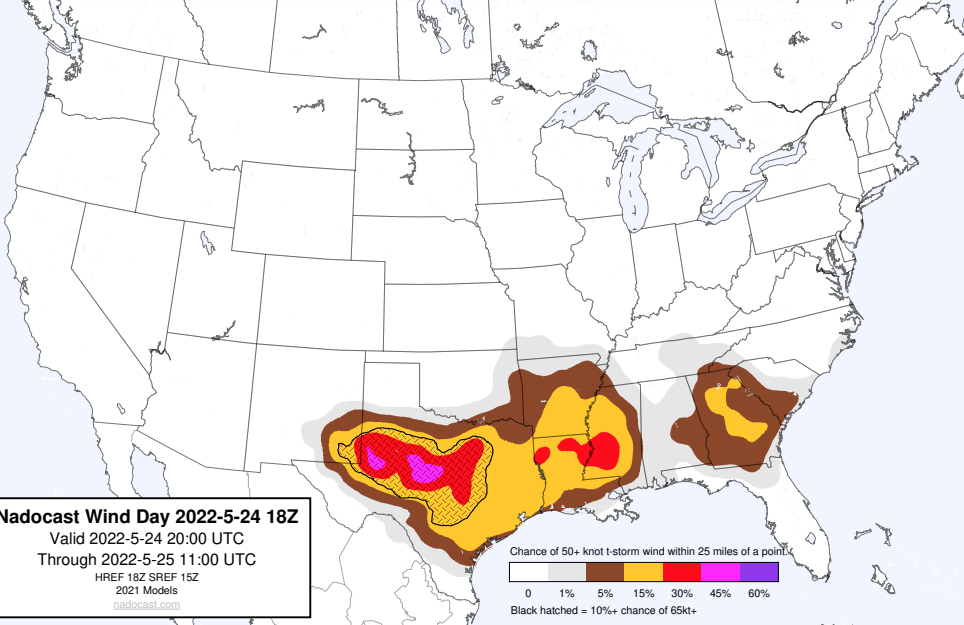 Nadocast Wind Day 2022-5-24 18Z
Valid 2022-5-24 20:00 UTC
Through 2022-5-25 11:00 UTC
HREF 18Z SREF 15Z
2021 Models
nadocast.com
Chance of 50+ knot t-storm wind within 25 miles of a point.
0 1% 5% 15% 30% 45% 60%
Black hatched = 10%+ chance of 65kt+